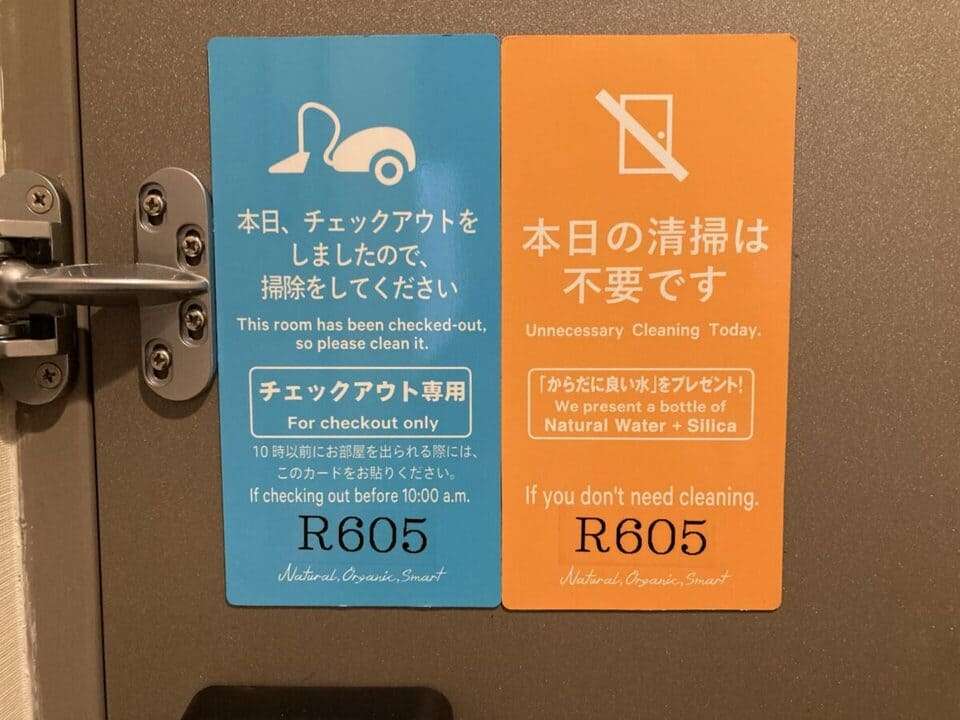 本日、チェックアウトを
しましたので、
掃除をしてください
This room has been checked-out,
so please clean it.
チェックアウト専用
For checkout only
10時以前にお部屋を出られる際には、
このカードをお貼りください。
If checking out before 10:00 a.m.
R605
Natural, Organic, Smart
本日の清掃は
不要です
Unnecessary Cleaning Today.
「からだに良い水」をプレゼント!
We present a bottle of
Natural Water + Silica
If you don't need cleaning.
R605
Natural, Organic, Smart